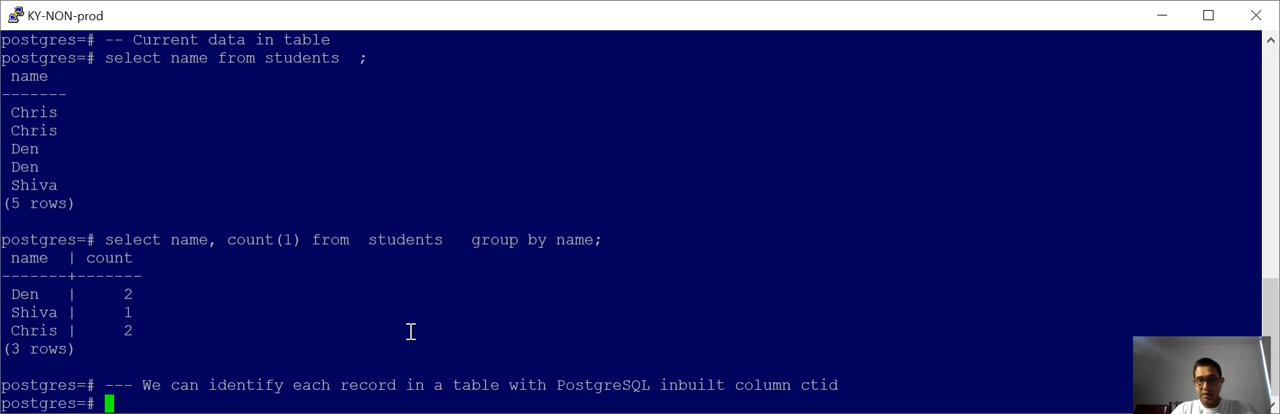 KY-NON-prod
postgres=# -- Current data in table
postgres=# select name from students  ;
 name
-------
 Chris
 Chris
 Den
 Den
 Shiva
(5 rows)
postgres=# select name, count(1) from  students   group by name;
 name  | count
-------+-------
 Den   |     2
 Shiva |     1
 Chris |     2
(3 rows)
postgres=# --- We can identify each record in a table with PostgreSQL inbuilt column ctid
postgres=#